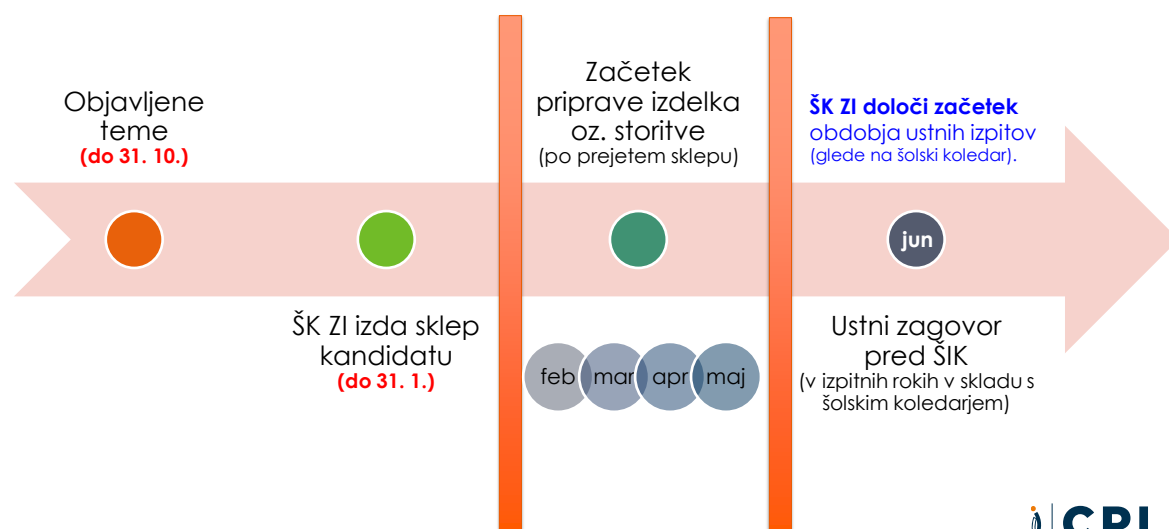 Objavljene
teme
(do 31. 10.)
ŠK ZI izda sklep
kandidatu
(do 31. 1.)
Začetek
priprave izdelka
oz. storitve
(po prejetem sklepu)
feb mar apr maj
ŠK ZI določi začetek
obdobja ustnih izpitov
(glede na šolski koledar).
jun
Ustni zagovor
pred ŠIK
(v izpitnih rokih v skladu s
šolskim koledarjem)
CPI